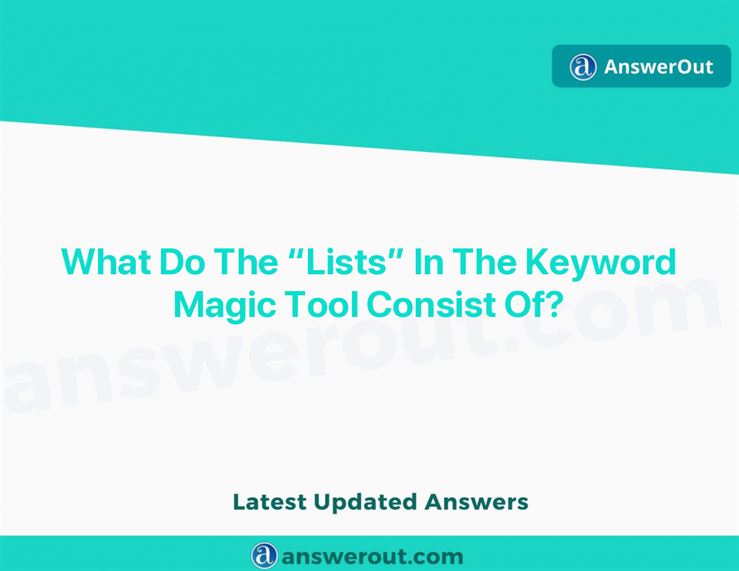 AnswerOut
What Do The “Lists” In The Keyword
Magic Tool Consist Of?
answerout.com
Latest Updated Answers
answerout.com